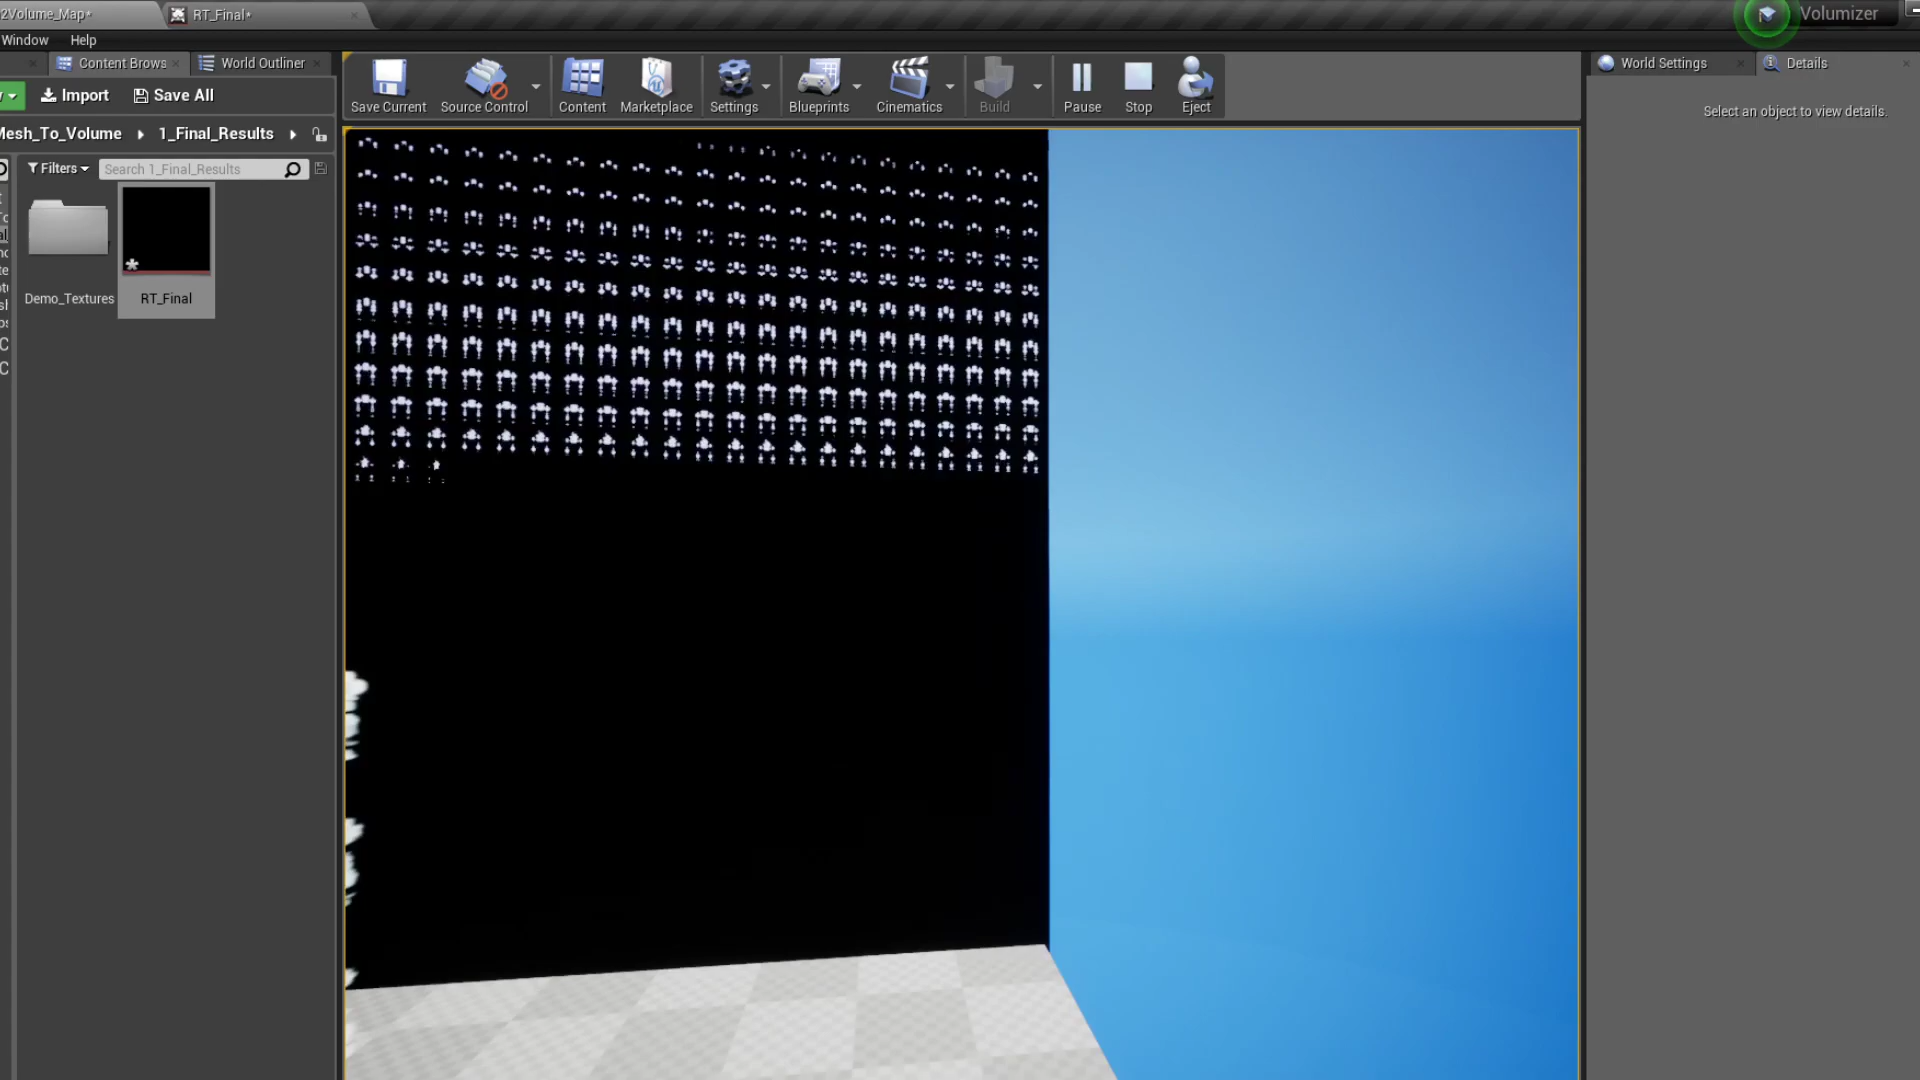 2Volume_Map*
RT_Final*
Volumizer
Window
Help
Content Brows
World Outliner
World Settings
Details
Import
Save All
Save Current
Source Control
Content
Marketplace
Settings
Blueprints
Cinematics
Build
Pause
Stop
Eject
Select an object to view details.
Mesh_To_Volume
1_Final_Results
Filters
Search 1_Final_Results
Demo_Textures
RT_Final